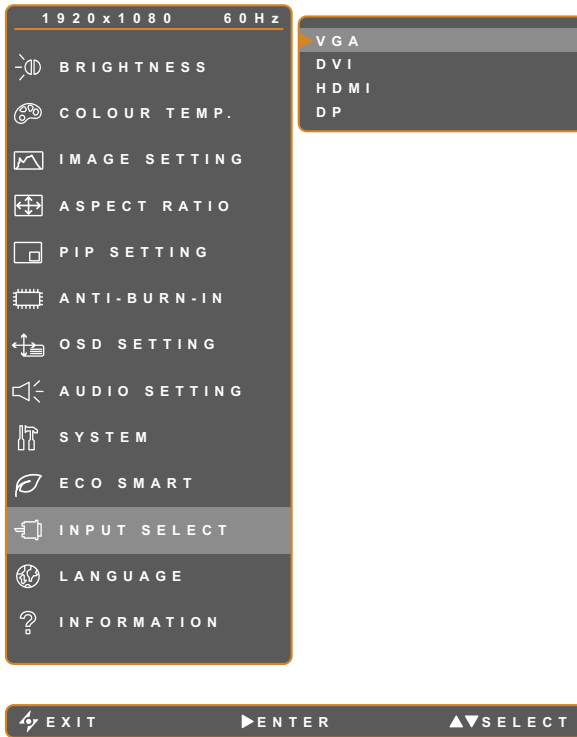 1920x1080 60Hz
BRIGHTNESS
COLOUR TEMP.
IMAGE SETTING
ASPECT RATIO
PIP SETTING
ANTI-BURN-IN
OSD SETTING
AUDIO SETTING
SYSTEM
ECO SMART
INPUT SELECT
LANGUAGE
INFORMATION
VGA
DVI
HDMI
DP
EXIT ENTER SELECT